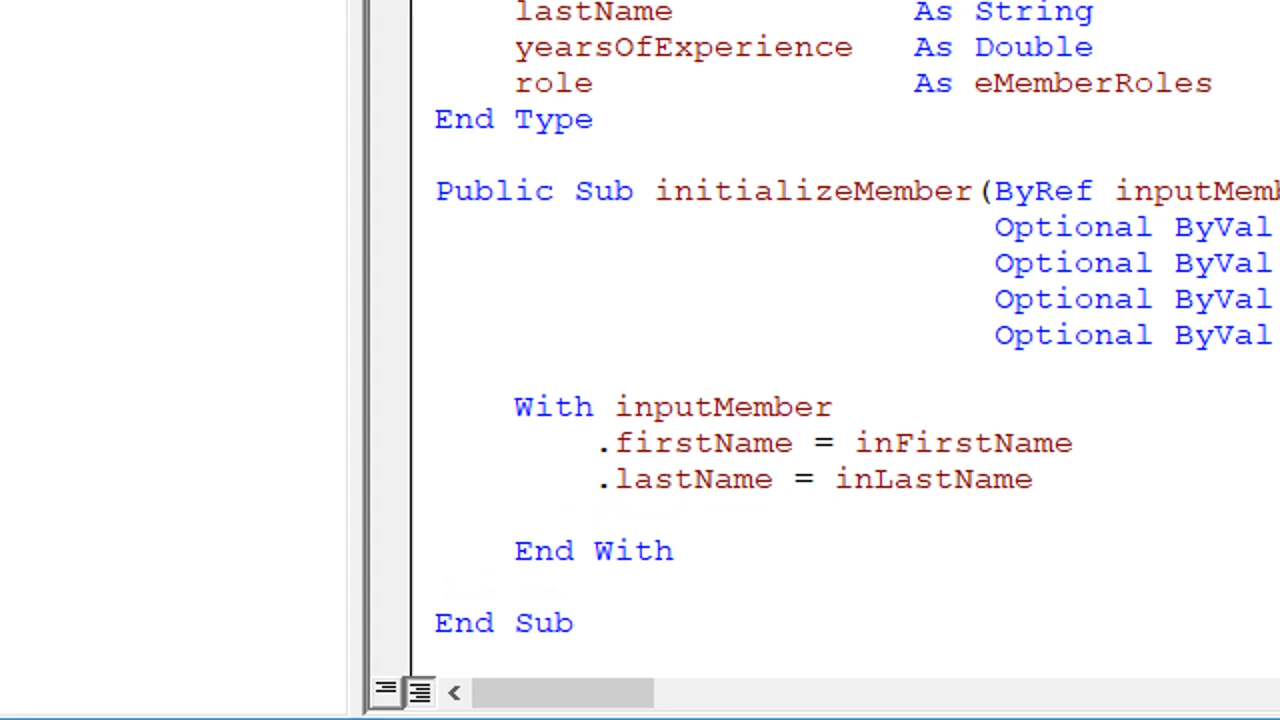 lastName As String
yearsOfExperience As Double
role As eMemberRoles
End Type
Public Sub initializeMember(ByRef inputMemb
Optional ByVal
Optional ByVal
Optional ByVal
Optional ByVal
With inputMember
.firstName = inFirstName
.lastName = inLastName
End With
End Sub